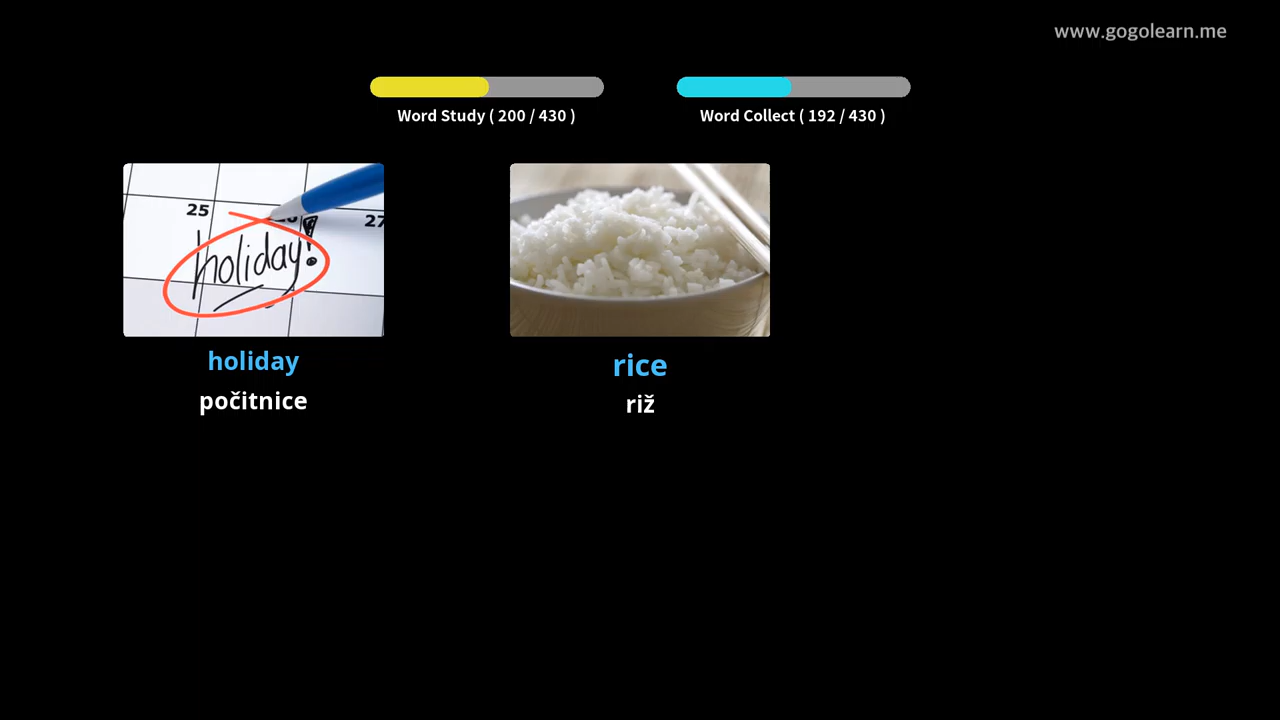 www.gogolearn.me
Word Study ( 200 / 430 )
Word Collect ( 192 / 430 )
25
27
holiday!
holiday
rice
počitnice
riž